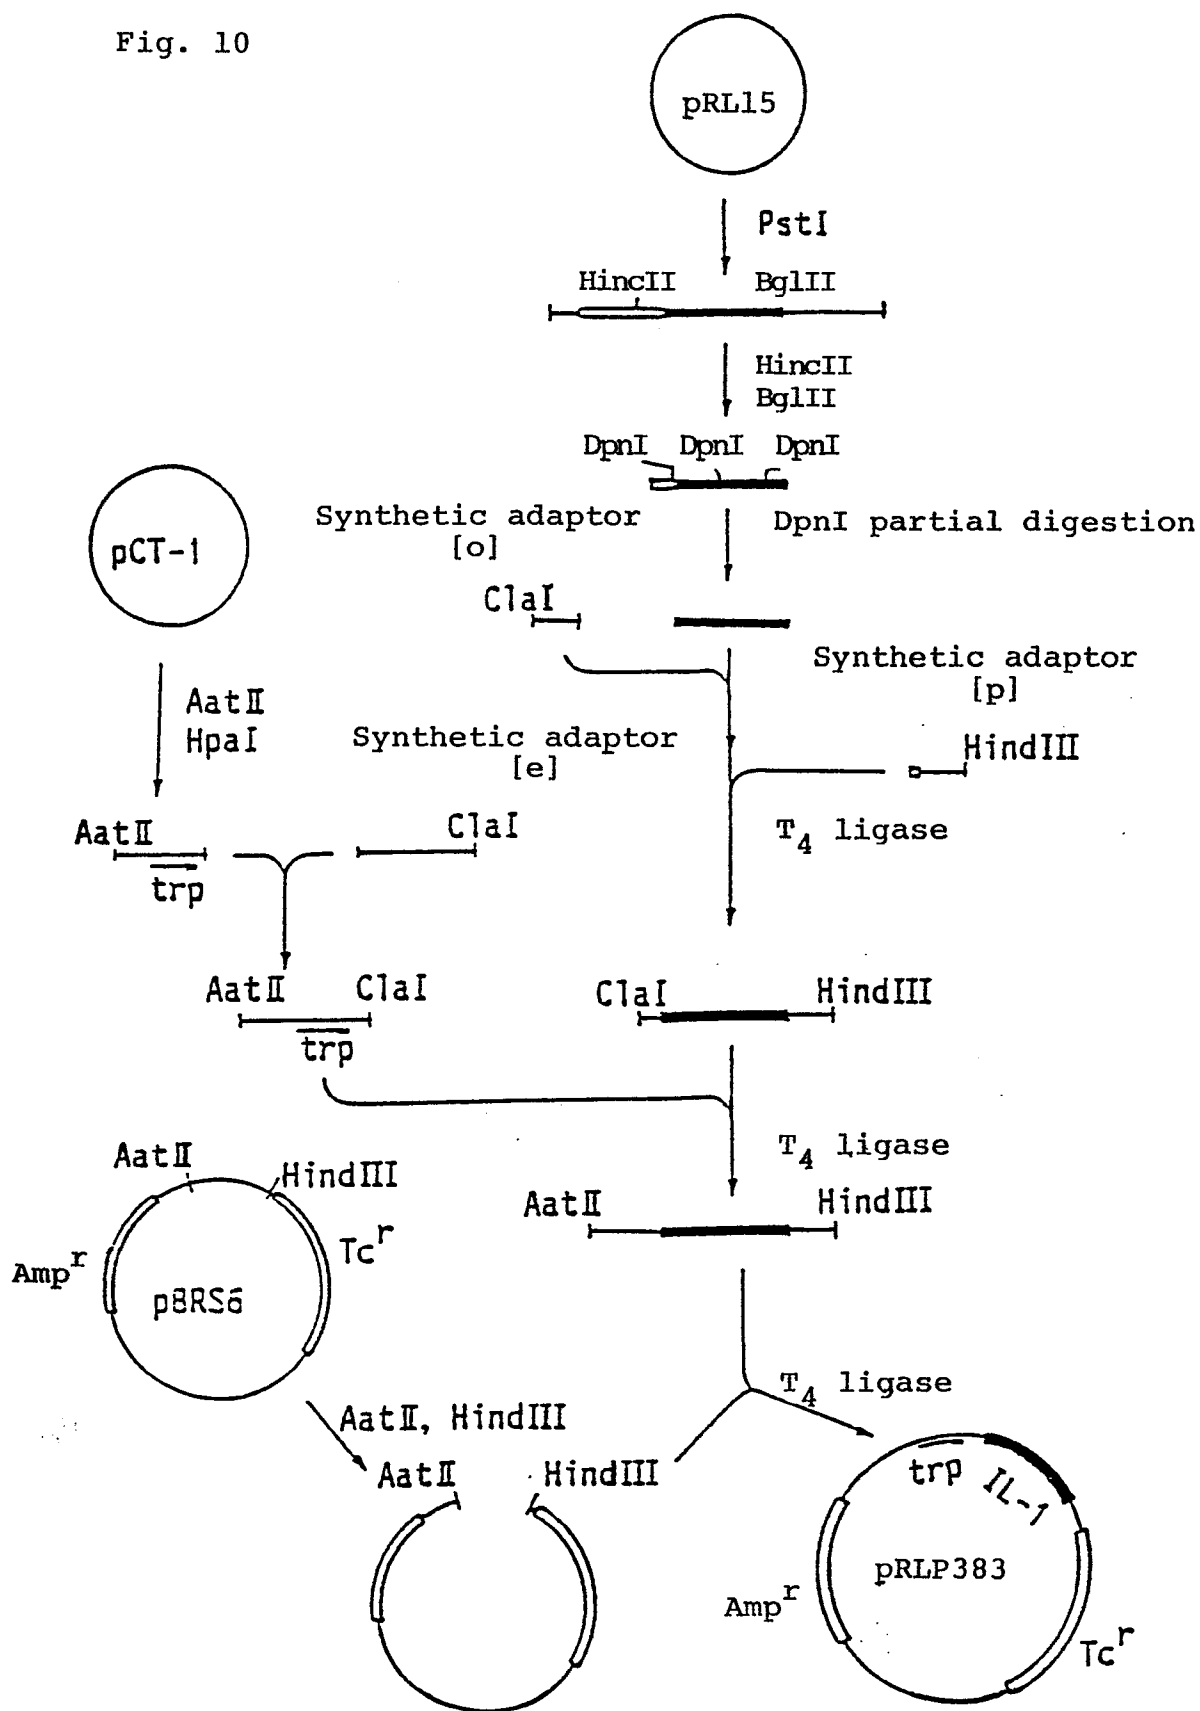 Fig. 10
pRL15
PstI
HincII BglII
HincII
BglII
DpnI DpnI DpnI
Synthetic adaptor
[o]
DpnI partial digestion
pCT-1
ClaI
Synthetic adaptor
[p]
AatII
HpaI
Synthetic adaptor
[e]
HindIII
AatII
ClaI
T4 ligase
trp
AatII ClaI
ClaI HindIII
trp
AatII
HindIII
T4 ligase
AatII HindIII
Ampr
Tcr
pBRS6
T4 ligase
AatII, HindIII
AatII HindIII
trp IL-1
pRLP383
Ampr
Tcr